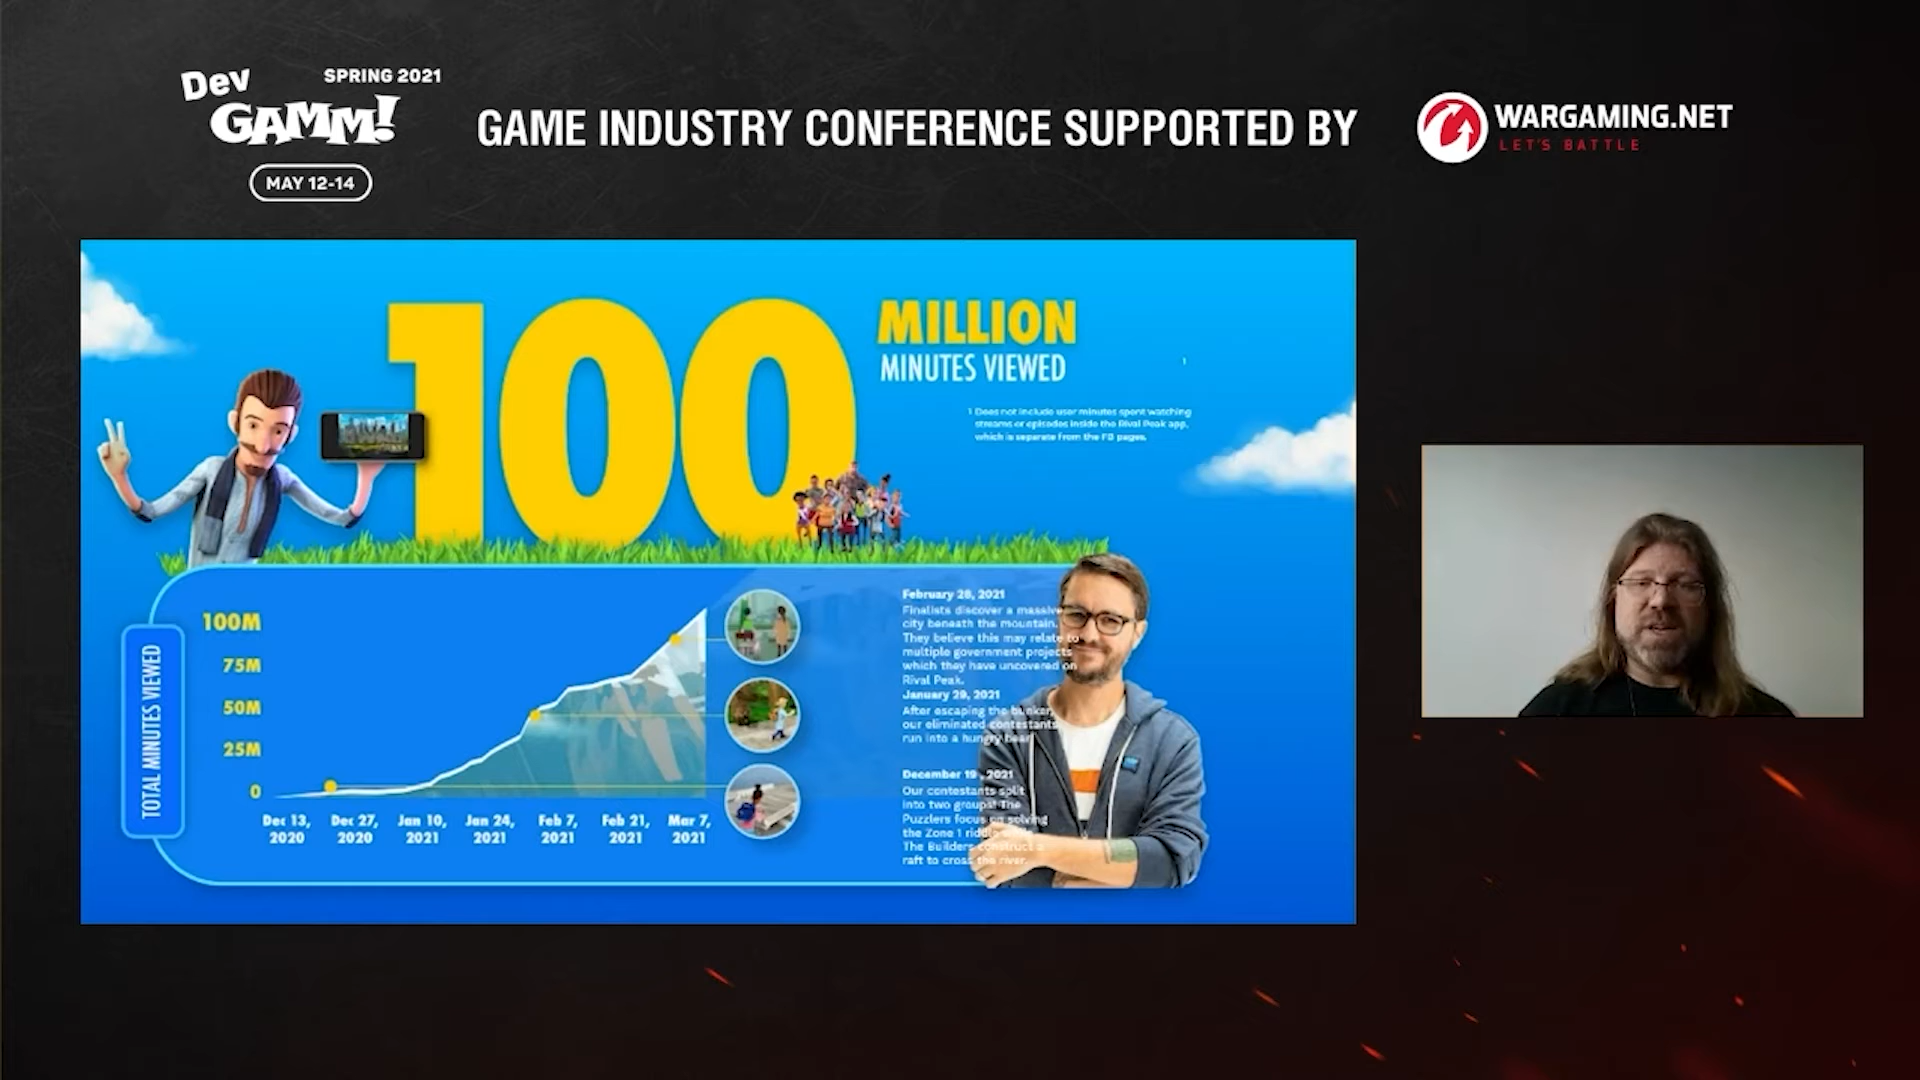 Dev
GAMM!
SPRING 2021
MAY 12-14
GAME INDUSTRY CONFERENCE SUPPORTED BY
WARGAMING.NET
LET'S BATTLE
100
MILLION
MINUTES VIEWED
1
1 Does not include user minutes spent watching
streams or episodes inside the Rival Peak app,
which is separate from the FB pages.
RIVAL
TOTAL MINUTES VIEWED
100M
75M
50M
25M
0
Dec 13,
2020
Dec 27,
2020
Jan 10,
2021
Jan 24,
2021
Feb 7,
2021
Feb 21,
2021
Mar 7,
2021
February 28, 2021
Finalists discover a massive
city beneath the mountain.
They believe this may relate to
multiple government projects
which they have uncovered on
Rival Peak.
January 29, 2021
After escaping the bunker,
our eliminated contestants
run into a hungry bear.
December 19, 2021
Our contestants split
into two groups! The
Puzzlers focus on solving
the Zone 1 riddle while
The Builders construct a
raft to cross the river.